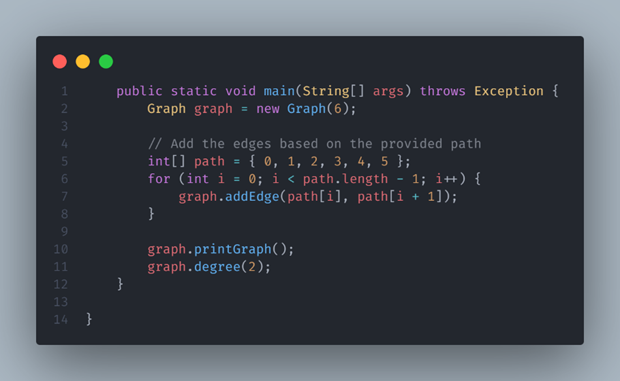 1 public static void main(String[] args) throws Exception {
2 Graph graph = new Graph(6);
3
4 // Add the edges based on the provided path
5 int[] path = { 0, 1, 2, 3, 4, 5 };
6 for (int i = 0; i < path.length - 1; i++) {
7 graph.addEdge(path[i], path[i + 1]);
8 }
9
10 graph.printGraph();
11 graph.degree(2);
12 }
13
14 }